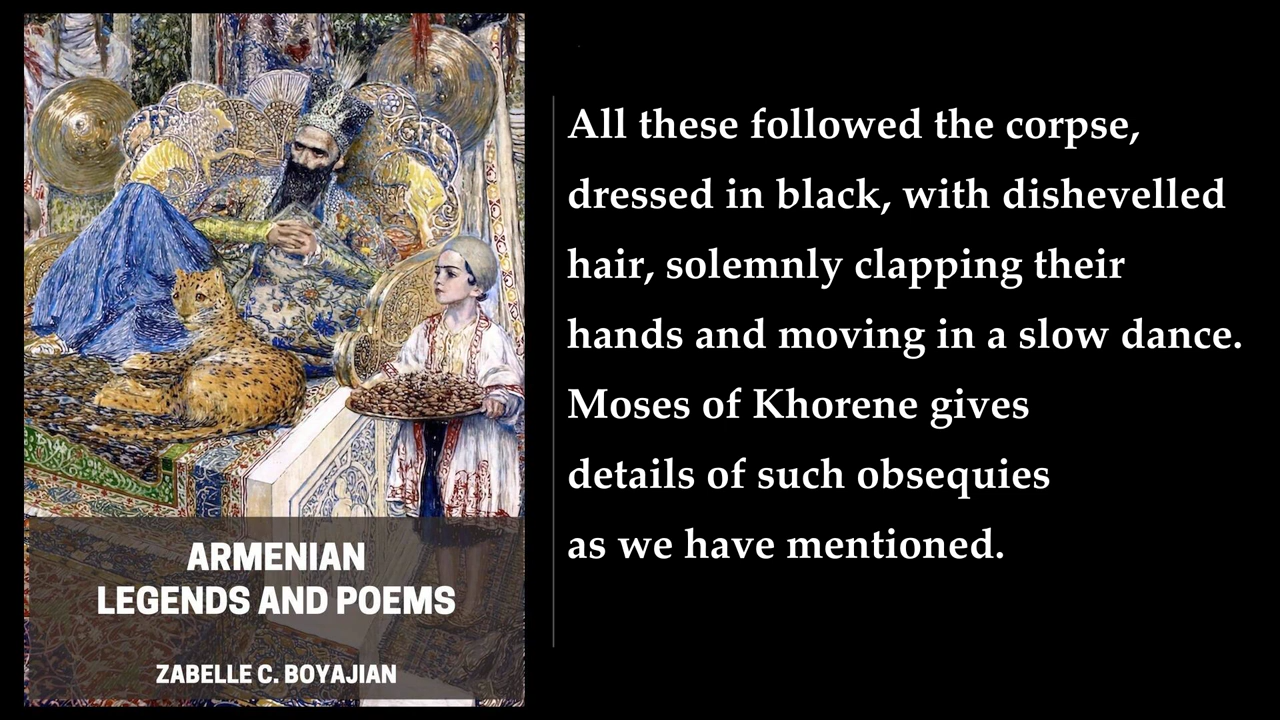 ARMENIAN
LEGENDS AND POEMS
ZABELLE C. BOYAJIAN
All these followed the corpse,
dressed in black, with dishevelled
hair, solemnly clapping their
hands and moving in a slow dance.
Moses of Khorene gives
details of such obsequies
as we have mentioned.